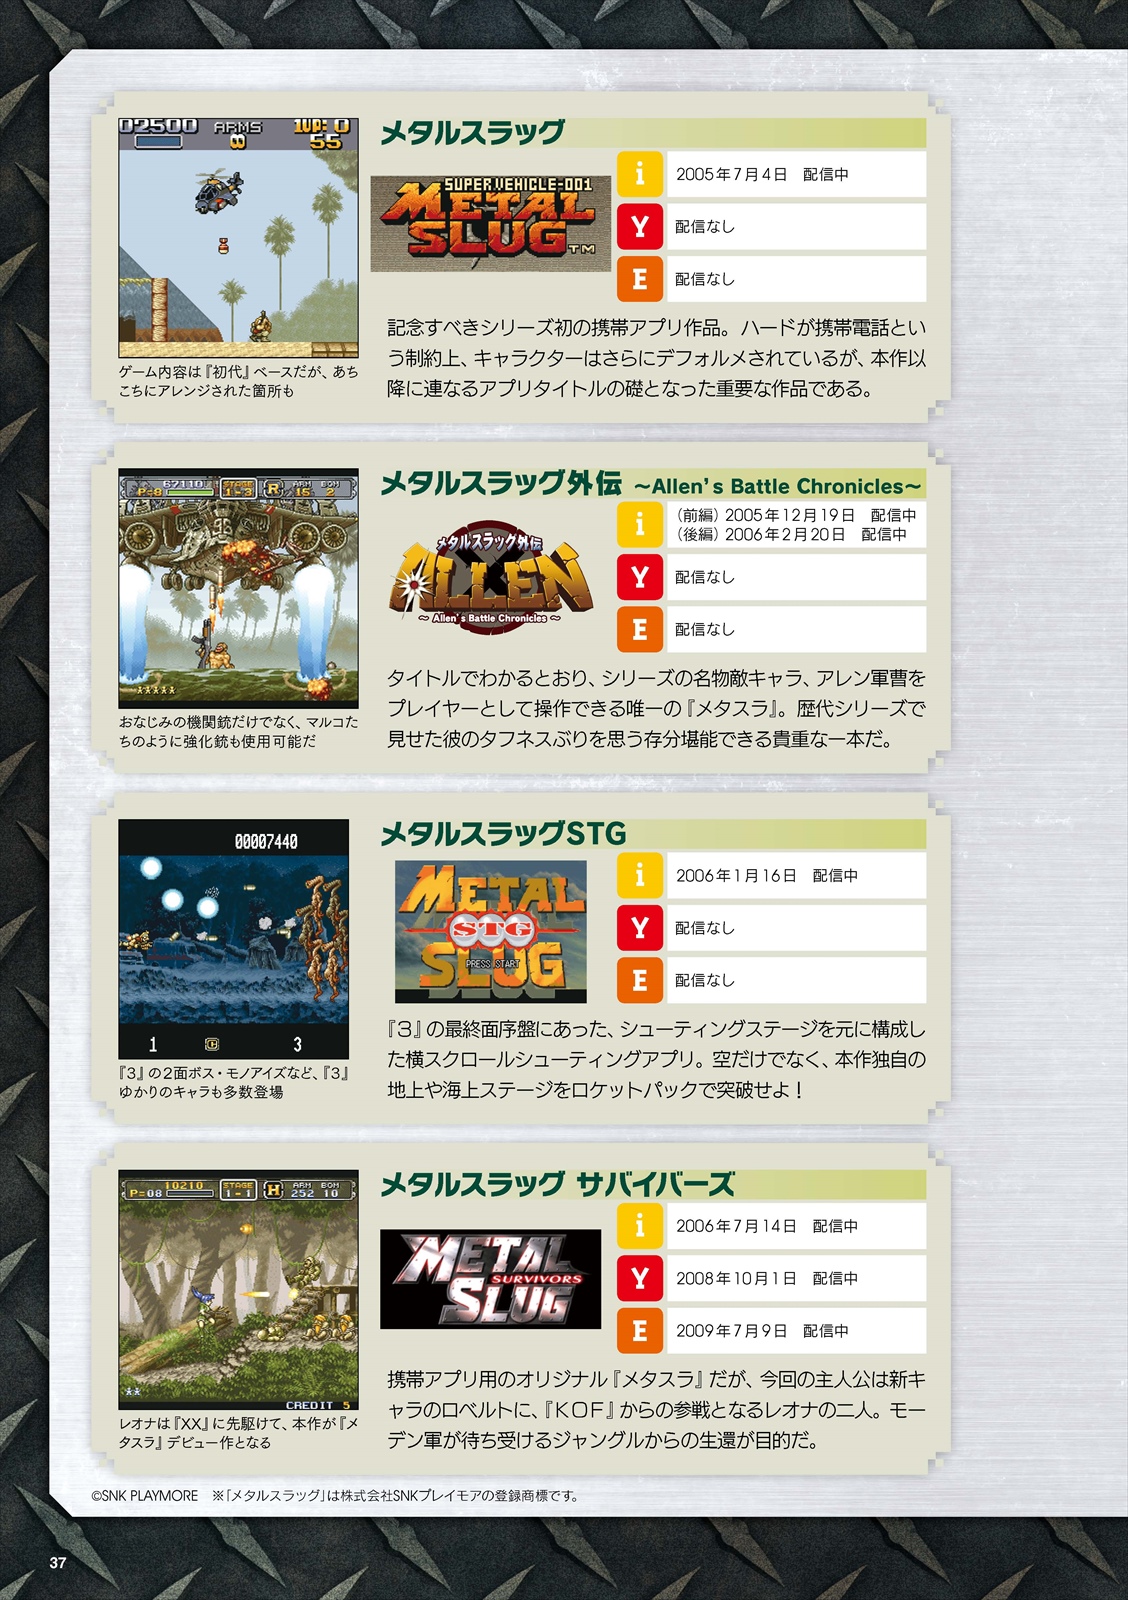 02500 ARMS 1UP: 0
∞ 55
メタルスラッグ
SUPER VEHICLE-001
METAL
SLUG TM
i 2005年7月4日　配信中
Y 配信なし
E 配信なし
記念すべきシリーズ初の携帯アプリ作品。ハードが携帯電話とい
う制約上、キャラクターはさらにデフォルメされているが、本作以
降に連なるアプリタイトルの礎となった重要な作品である。
ゲーム内容は『初代』ベースだが、あち
こちにアレンジされた箇所も
67110 STAGE ARM BOM
P=8 1-3 R 15 2
メタルスラッグ外伝 ～Allen's Battle Chronicles～
メタルスラッグ外伝
ALLEN
～ Allen's Battle Chronicles ～
i （前編）2005年12月19日　配信中
（後編）2006年2月20日　配信中
Y 配信なし
E 配信なし
タイトルでわかるとおり、シリーズの名物敵キャラ、アレン軍曹を
プレイヤーとして操作できる唯一の『メタスラ』。歴代シリーズで
見せた彼のタフネスぶりを思う存分堪能できる貴重な一本だ。
おなじみの機関銃だけでなく、マルコた
ちのように強化銃も使用可能だ
00007440
1 C 3
メタルスラッグSTG
METAL
STG
SLUG
PRESS START
i 2006年1月16日　配信中
Y 配信なし
E 配信なし
『3』の最終面序盤にあった、シューティングステージを元に構成し
た横スクロールシューティングアプリ。空だけでなく、本作独自の
地上や海上ステージをロケットパックで突破せよ！
『3』の2面ボス・モノアイズなど、『3』
ゆかりのキャラも多数登場
10210 STAGE ARM BOM
P=08 1-1 H 252 10
CREDIT 5
メタルスラッグ サバイバーズ
METAL
SURVIVORS
SLUG
i 2006年7月14日　配信中
Y 2008年10月1日　配信中
E 2009年7月9日　配信中
携帯アプリ用のオリジナル『メタスラ』だが、今回の主人公は新キ
ャラのロベルトに、『KOF』からの参戦となるレオナの二人。モー
デン軍が待ち受けるジャングルからの生還が目的だ。
レオナは『XX』に先駆けて、本作が『メ
タスラ』デビュー作となる
©SNK PLAYMORE　※「メタルスラッグ」は株式会社SNKプレイモアの登録商標です。
37